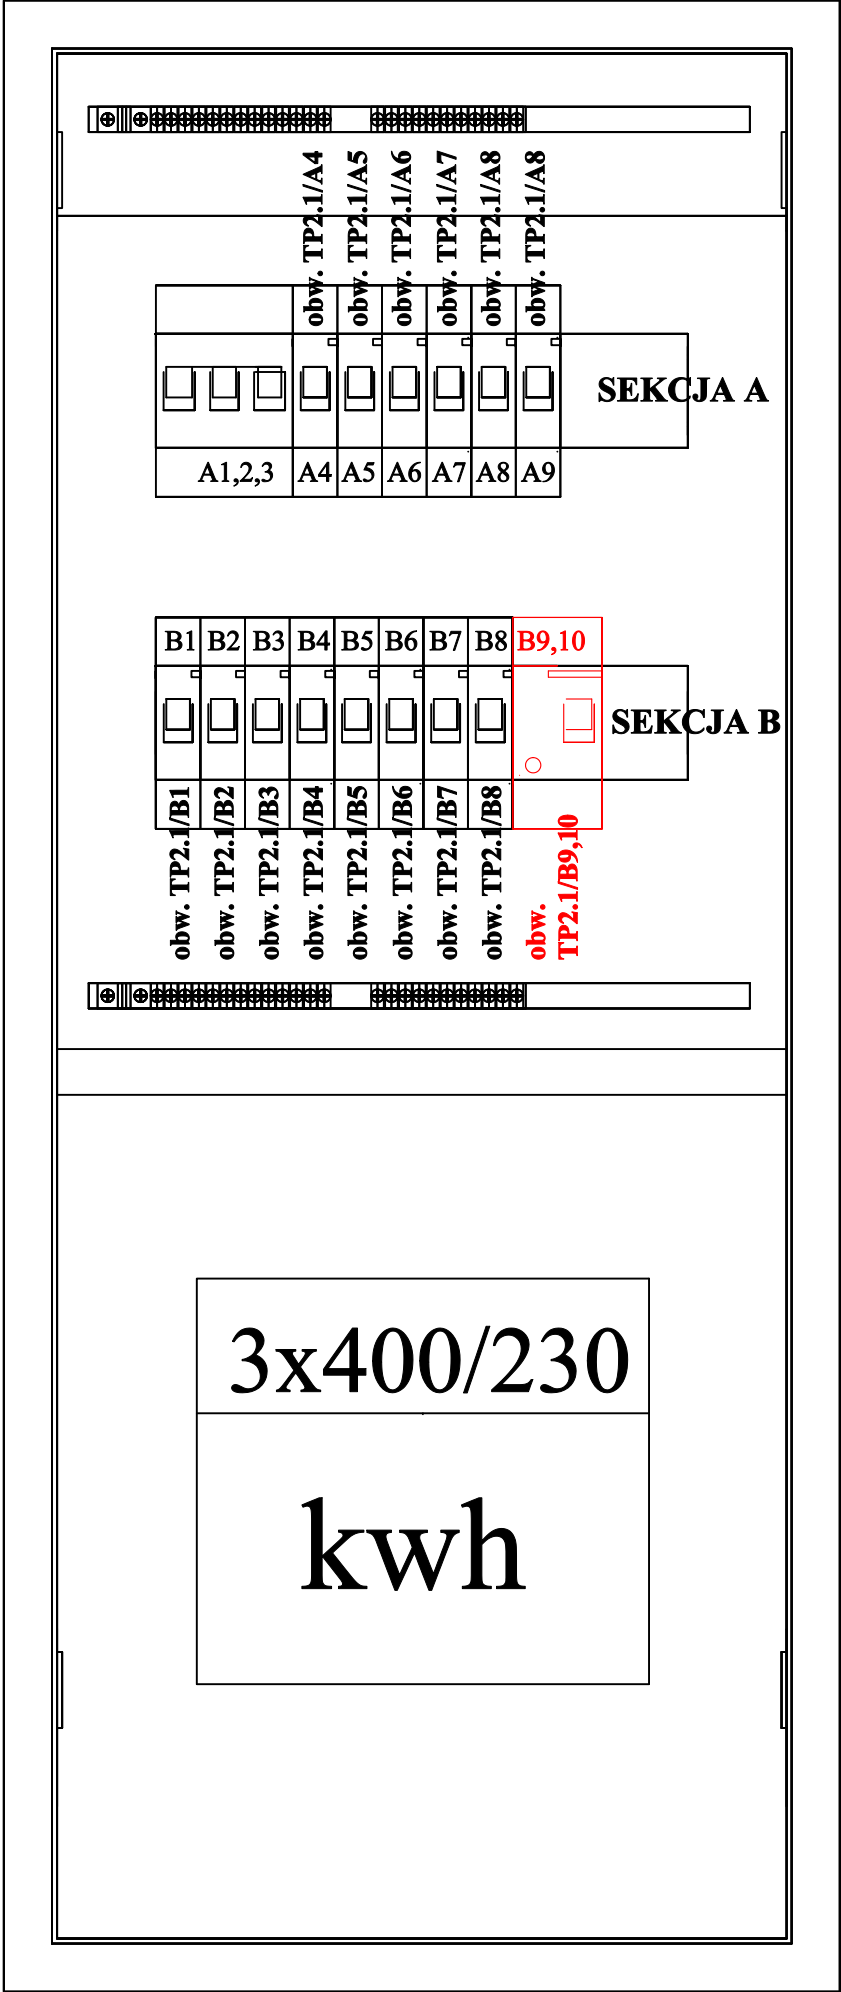 obw. TP2.1/A4
obw. TP2.1/A5
obw. TP2.1/A6
obw. TP2.1/A7
obw. TP2.1/A8
obw. TP2.1/A8
SEKCJA A
A1,2,3
A4
A5
A6
A7
A8
A9
B1
B2
B3
B4
B5
B6
B7
B8
B9,10
SEKCJA B
obw. TP2.1/B1
obw. TP2.1/B2
obw. TP2.1/B3
obw. TP2.1/B4
obw. TP2.1/B5
obw. TP2.1/B6
obw. TP2.1/B7
obw. TP2.1/B8
obw.
TP2.1/B9,10
3x400/230
kwh